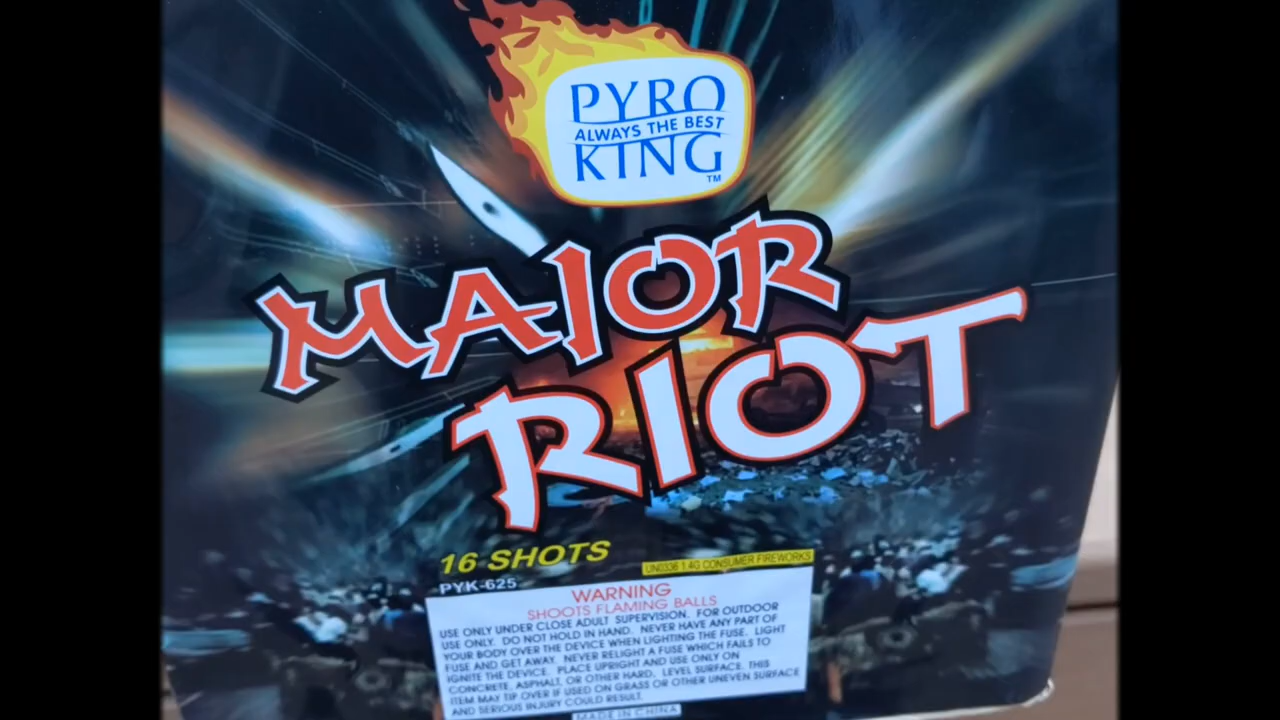 PYRO
ALWAYS THE BEST
KING
TM
MAJOR
RIOT
16 SHOTS
UN0336 1.4G CONSUMER FIREWORKS
PYK-625
WARNING
SHOOTS FLAMING BALLS
USE ONLY UNDER CLOSE ADULT SUPERVISION. FOR OUTDOOR
USE ONLY. DO NOT HOLD IN HAND. NEVER HAVE ANY PART OF
YOUR BODY OVER THE DEVICE WHEN LIGHTING THE FUSE. LIGHT
FUSE AND GET AWAY. NEVER RELIGHT A FUSE WHICH FAILS TO
IGNITE THE DEVICE. PLACE UPRIGHT AND USE ONLY ON
CONCRETE, ASPHALT, OR OTHER HARD, LEVEL SURFACE. THIS
ITEM MAY TIP OVER IF USED ON GRASS OR OTHER UNEVEN SURFACE
AND SERIOUS INJURY COULD RESULT.
MADE IN CHINA